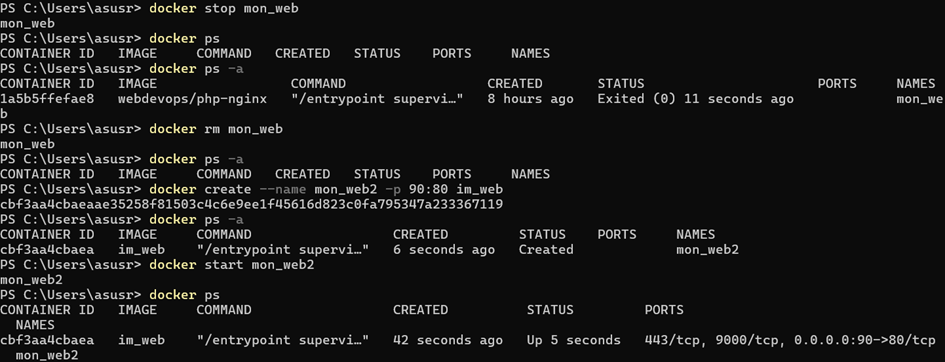 PS C:\Users\asusr> docker stop mon_web
mon_web
PS C:\Users\asusr> docker ps
CONTAINER ID   IMAGE     COMMAND   CREATED   STATUS    PORTS     NAMES
PS C:\Users\asusr> docker ps -a
CONTAINER ID   IMAGE                 COMMAND                  CREATED       STATUS                      PORTS     NAMES
1a5b5ffefae8   webdevops/php-nginx   "/entrypoint supervi…"   8 hours ago   Exited (0) 11 seconds ago             mon_we
b
PS C:\Users\asusr> docker rm mon_web
mon_web
PS C:\Users\asusr> docker ps -a
CONTAINER ID   IMAGE     COMMAND   CREATED   STATUS    PORTS     NAMES
PS C:\Users\asusr> docker create --name mon_web2 -p 90:80 im_web
cbf3aa4cbaeaae35258f81503c4c6e9ee1f45616d823c0fa795347a233367119
PS C:\Users\asusr> docker ps -a
CONTAINER ID   IMAGE     COMMAND                  CREATED         STATUS    PORTS     NAMES
cbf3aa4cbaea   im_web    "/entrypoint supervi…"   6 seconds ago   Created             mon_web2
PS C:\Users\asusr> docker start mon_web2
mon_web2
PS C:\Users\asusr> docker ps
CONTAINER ID   IMAGE     COMMAND                  CREATED          STATUS         PORTS
  NAMES
cbf3aa4cbaea   im_web    "/entrypoint supervi…"   42 seconds ago   Up 5 seconds   443/tcp, 9000/tcp, 0.0.0.0:90->80/tcp
  mon_web2